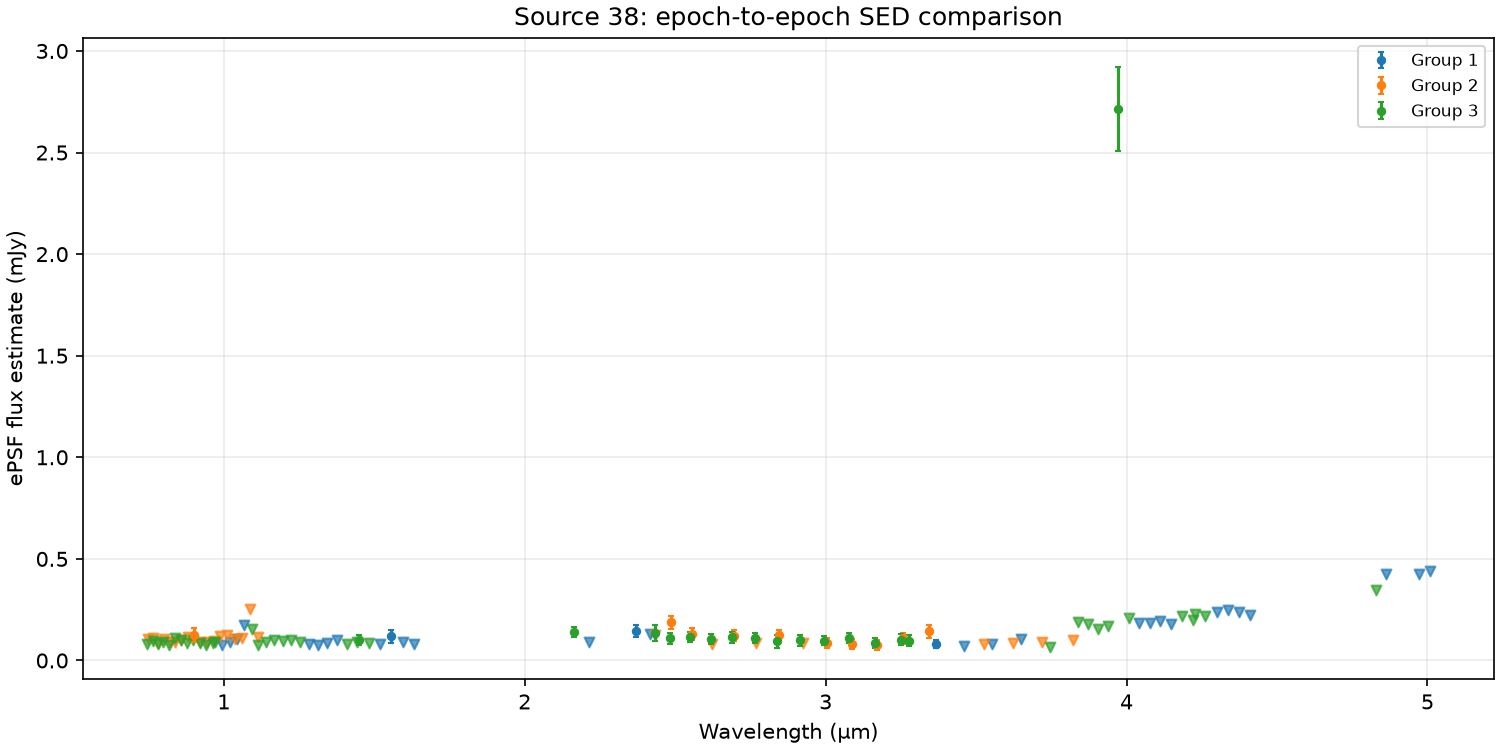 Source 38: epoch-to-epoch SED comparison
ePSF flux estimate (mJy)
3.0
2.5
2.0
1.5
1.0
0.5
0.0
Group 1
Group 2
Group 3
1 2 3 4 5
Wavelength (μm)